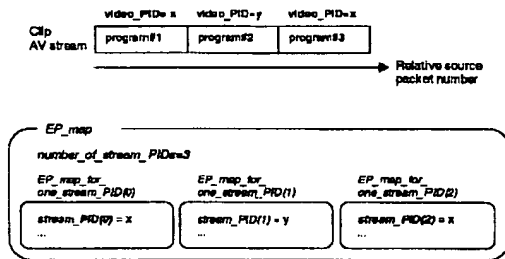 video_PID= x video_PID=y video_PID=x
Clip
AV stream
program#1 program#2 program#3
Relative source
packet number
EP_map
number_of_stream_PIDs=3
EP_map_for_
one_stream_PID(0)
EP_map_for_
one_stream_PID(1)
EP_map_for_
one_stream_PID(2)
stream_PID(0) = x
...
stream_PID(1) = y
...
stream_PID(2) = x
...